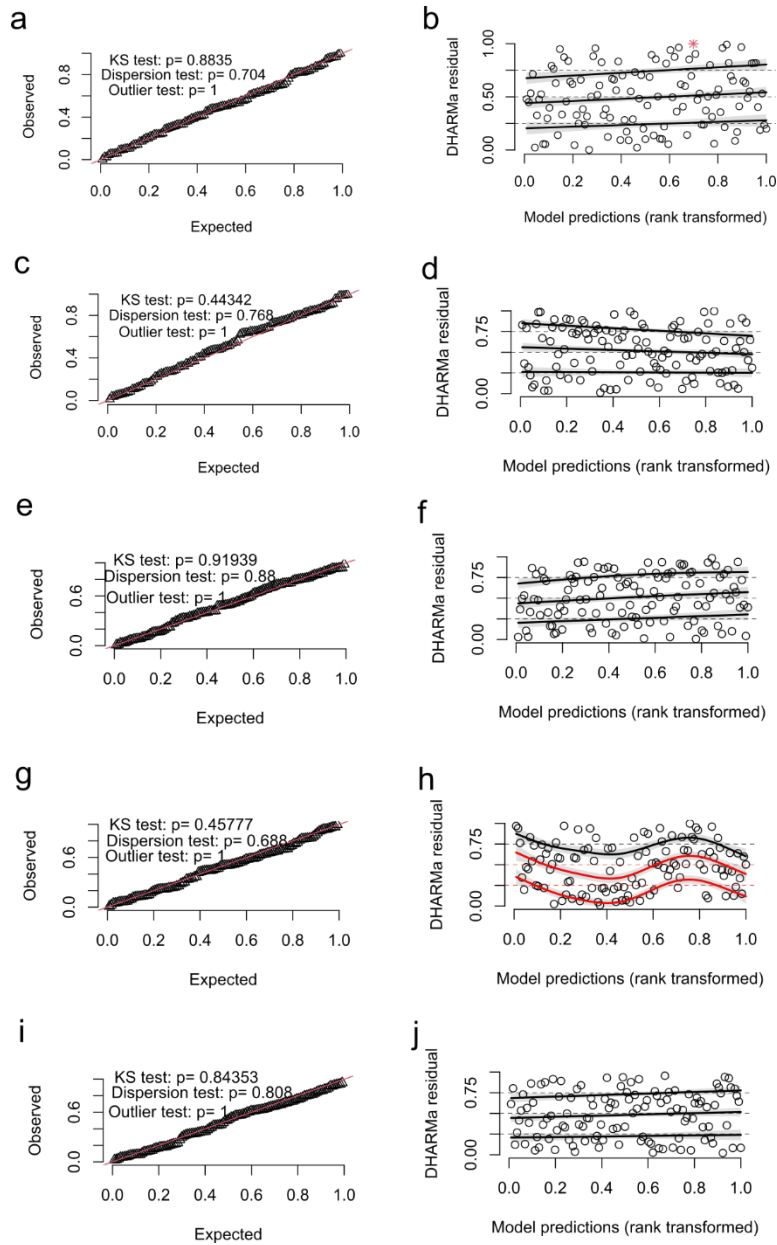 a
KS test: p= 0.8835
Dispersion test: p= 0.704
Outlier test: p= 1
Observed
0.0 0.4 0.8
0.0 0.2 0.4 0.6 0.8 1.0
Expected
b
DHARMa residual
0.00 0.50 1.00
0.0 0.2 0.4 0.6 0.8 1.0
Model predictions (rank transformed)
c
KS test: p= 0.44342
Dispersion test: p= 0.768
Outlier test: p= 1
Observed
0.0 0.4 0.8
0.0 0.2 0.4 0.6 0.8 1.0
Expected
d
DHARMa residual
0.00 0.75
0.0 0.2 0.4 0.6 0.8 1.0
Model predictions (rank transformed)
e
KS test: p= 0.91939
Dispersion test: p= 0.88
Outlier test: p= 1
Observed
0.0 0.6
0.0 0.2 0.4 0.6 0.8 1.0
Expected
f
DHARMa residual
0.00 0.75
0.0 0.2 0.4 0.6 0.8 1.0
Model predictions (rank transformed)
g
KS test: p= 0.45777
Dispersion test: p= 0.688
Outlier test: p= 1
Observed
0.0 0.6
0.0 0.2 0.4 0.6 0.8 1.0
Expected
h
DHARMa residual
0.00 0.75
0.0 0.2 0.4 0.6 0.8 1.0
Model predictions (rank transformed)
i
KS test: p= 0.84353
Dispersion test: p= 0.808
Outlier test: p= 1
Observed
0.0 0.6
0.0 0.2 0.4 0.6 0.8 1.0
Expected
j
DHARMa residual
0.00 0.75
0.0 0.2 0.4 0.6 0.8 1.0
Model predictions (rank transformed)